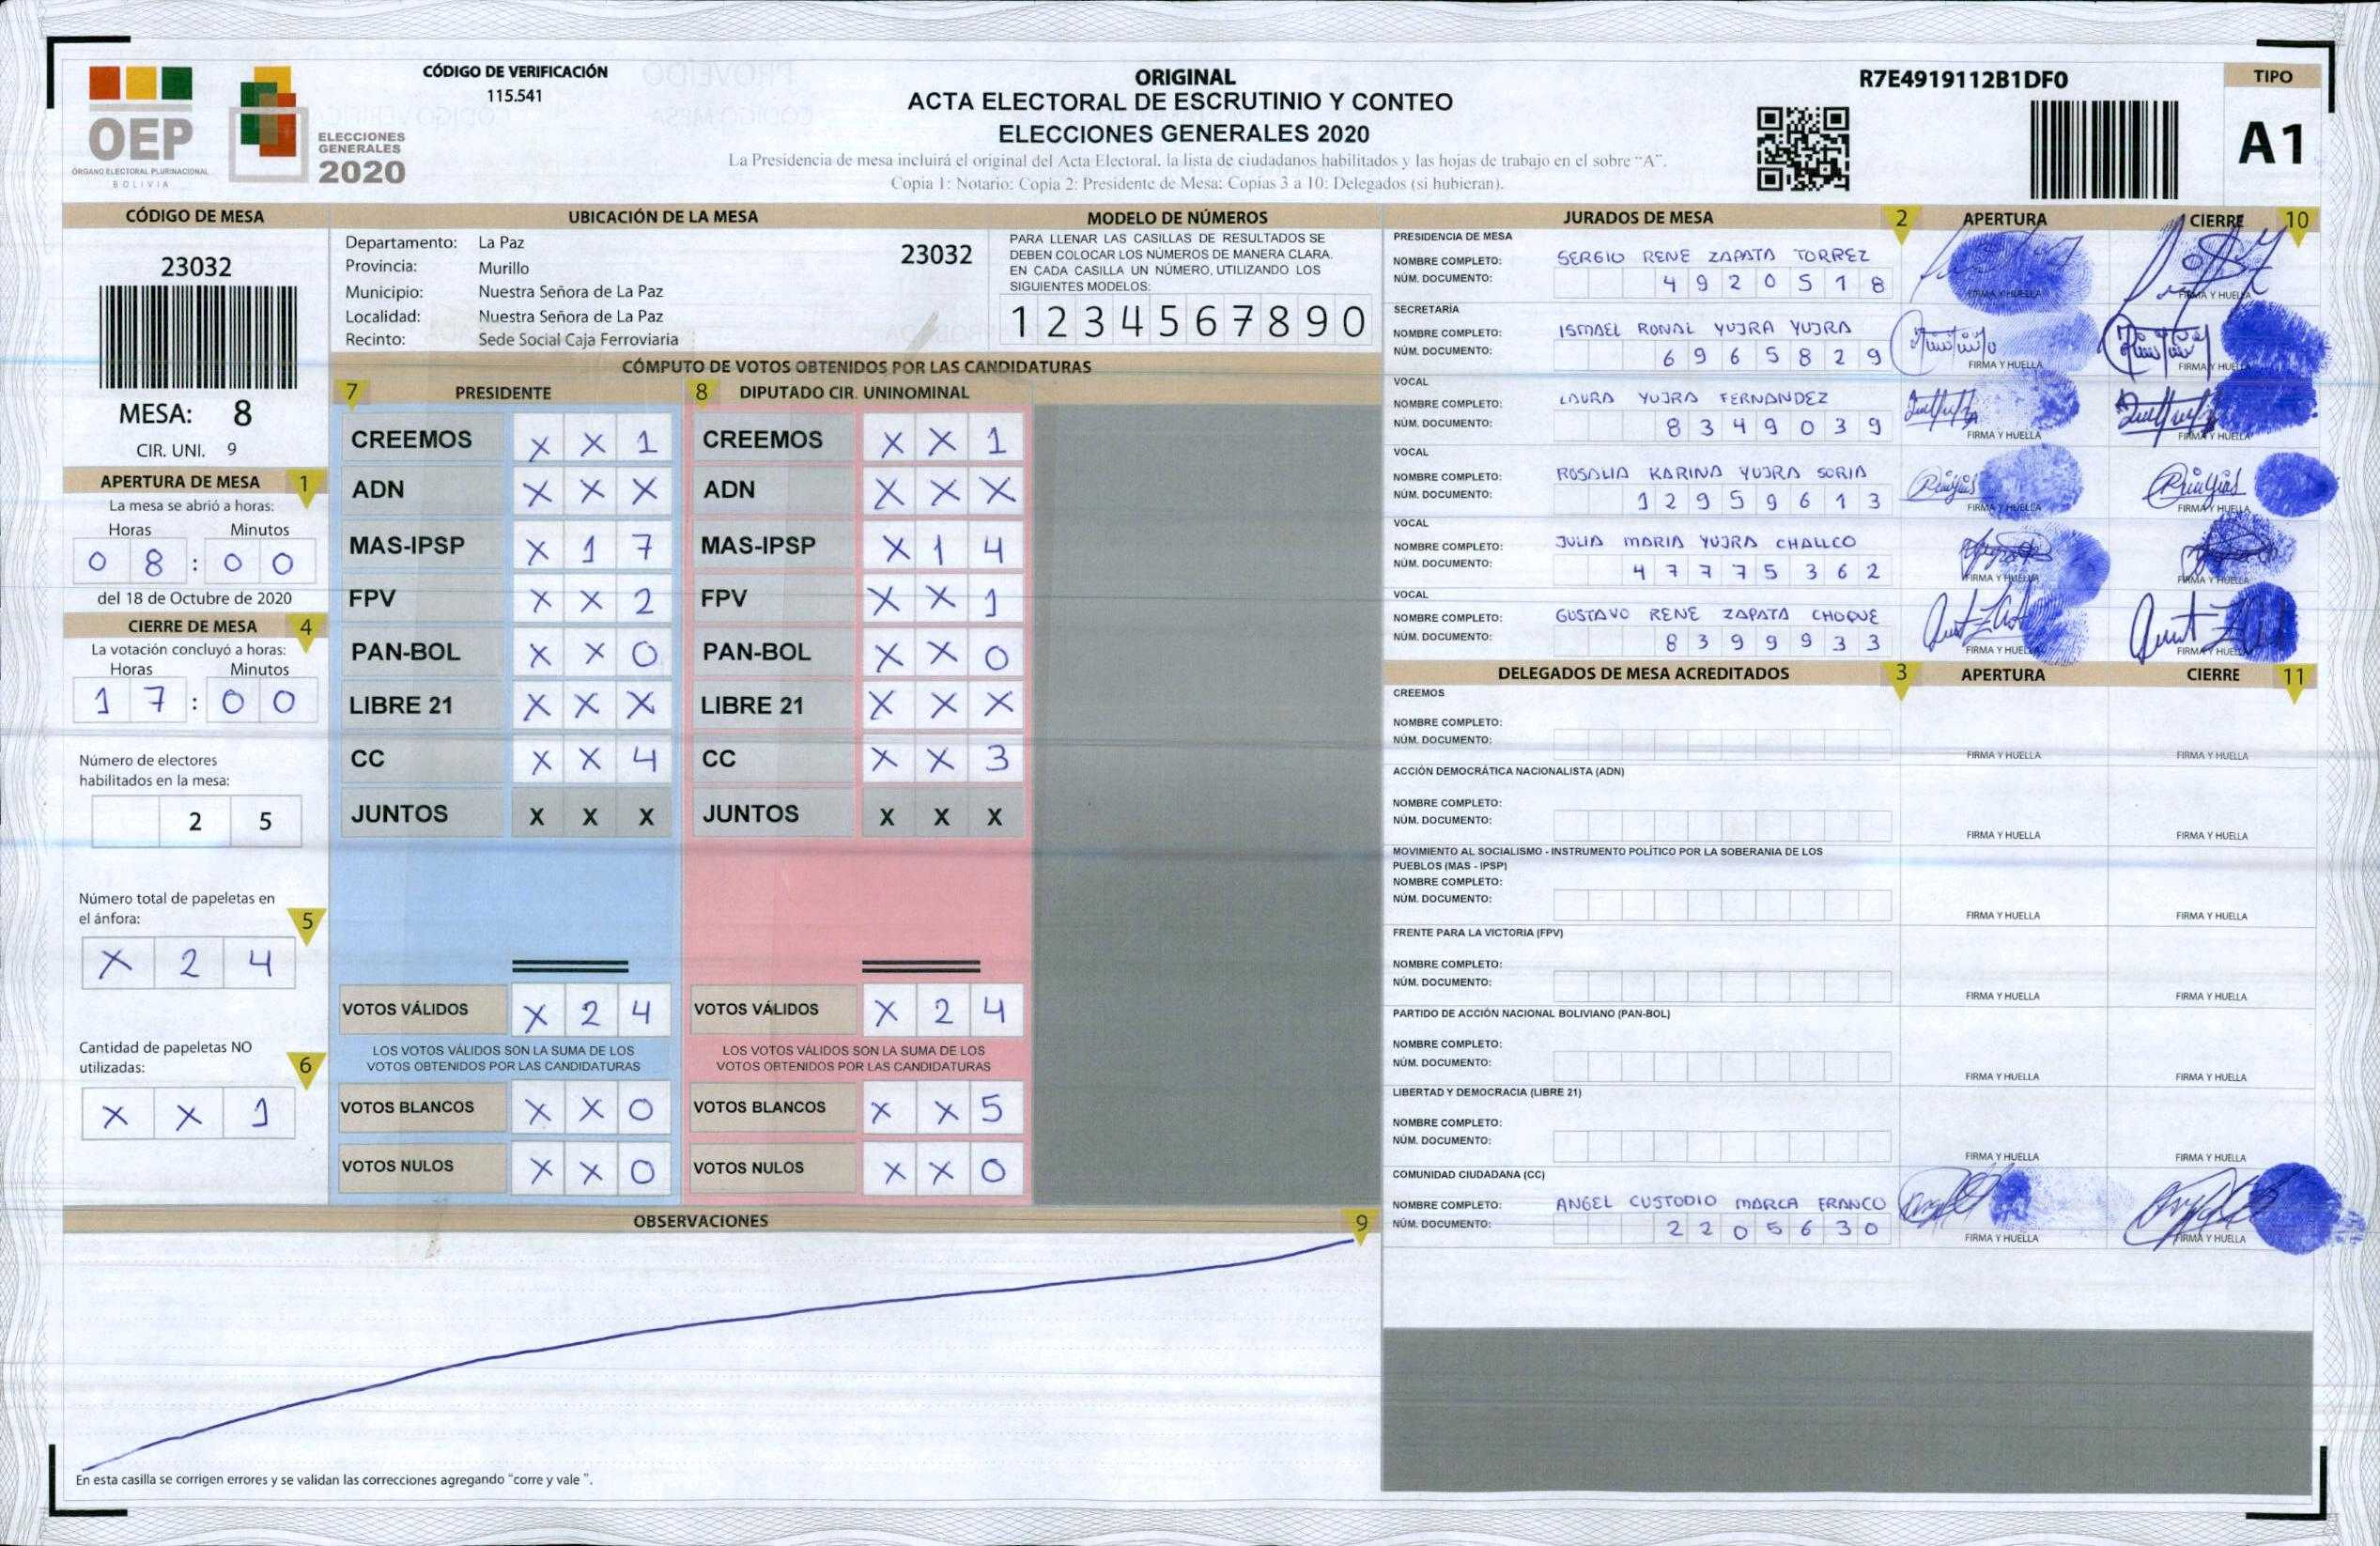 OEP
ÓRGANO ELECTORAL PLURINACIONAL
BOLIVIA
ELECCIONES
GENERALES
2020
CÓDIGO DE VERIFICACIÓN
115.541
ORIGINAL
ACTA ELECTORAL DE ESCRUTINIO Y CONTEO
ELECCIONES GENERALES 2020
La Presidencia de mesa incluirá el original del Acta Electoral, la lista de ciudadanos habilitados y las hojas de trabajo en el sobre "A".
Copia 1: Notario; Copia 2: Presidente de Mesa; Copias 3 a 10: Delegados (si hubieran).
R7E4919112B1DF0
TIPO
A1
CÓDIGO DE MESA
23032
MESA: 8
CIR. UNI. 9
APERTURA DE MESA 1
La mesa se abrió a horas:
Horas Minutos
0 8 : 0 0
del 18 de Octubre de 2020
CIERRE DE MESA 4
La votación concluyó a horas:
Horas Minutos
1 7 : 0 0
Número de electores
habilitados en la mesa:
2 5
Número total de papeletas en
el ánfora: 5
X 2 4
Cantidad de papeletas NO
utilizadas: 6
X X 1
UBICACIÓN DE LA MESA
Departamento: La Paz 23032
Provincia: Murillo
Municipio: Nuestra Señora de La Paz
Localidad: Nuestra Señora de La Paz
Recinto: Sede Social Caja Ferroviaria
MODELO DE NÚMEROS
PARA LLENAR LAS CASILLAS DE RESULTADOS SE
DEBEN COLOCAR LOS NÚMEROS DE MANERA CLARA.
EN CADA CASILLA UN NÚMERO, UTILIZANDO LOS
SIGUIENTES MODELOS:
1 2 3 4 5 6 7 8 9 0
CÓMPUTO DE VOTOS OBTENIDOS POR LAS CANDIDATURAS
7 PRESIDENTE 8 DIPUTADO CIR. UNINOMINAL
CREEMOS X X 1 CREEMOS X X 1
ADN X X X ADN X X X
MAS-IPSP X 1 7 MAS-IPSP X 1 4
FPV X X 2 FPV X X 1
PAN-BOL X X 0 PAN-BOL X X 0
LIBRE 21 X X X LIBRE 21 X X X
CC X X 4 CC X X 3
JUNTOS X X X JUNTOS X X X
VOTOS VÁLIDOS X 2 4 VOTOS VÁLIDOS X 2 4
LOS VOTOS VÁLIDOS SON LA SUMA DE LOS LOS VOTOS VÁLIDOS SON LA SUMA DE LOS
VOTOS OBTENIDOS POR LAS CANDIDATURAS VOTOS OBTENIDOS POR LAS CANDIDATURAS
VOTOS BLANCOS X X 0 VOTOS BLANCOS X X 5
VOTOS NULOS X X 0 VOTOS NULOS X X 0
OBSERVACIONES 9
En esta casilla se corrigen errores y se validan las correcciones agregando "corre y vale ".
JURADOS DE MESA 2 APERTURA CIERRE 10
PRESIDENCIA DE MESA
NOMBRE COMPLETO: SERGIO RENE ZAPATA TORREZ
NÚM. DOCUMENTO: 4 9 2 0 5 1 8 FIRMA Y HUELLA FIRMA Y HUELLA
SECRETARÍA
NOMBRE COMPLETO: ISMAEL RONAL YUJRA YUJRA
NÚM. DOCUMENTO: 6 9 6 5 8 2 9 FIRMA Y HUELLA FIRMA Y HUELLA
VOCAL
NOMBRE COMPLETO: LAURA YUJRA FERNANDEZ
NÚM. DOCUMENTO: 8 3 4 9 0 3 9 FIRMA Y HUELLA FIRMA Y HUELLA
VOCAL
NOMBRE COMPLETO: ROSALIA KARINA YUJRA SORIA
NÚM. DOCUMENTO: 1 2 9 5 9 6 1 3 FIRMA Y HUELLA FIRMA Y HUELLA
VOCAL
NOMBRE COMPLETO: JULIA MARIA YUJRA CHALLCO
NÚM. DOCUMENTO: 4 7 7 7 5 3 6 2 FIRMA Y HUELLA FIRMA Y HUELLA
VOCAL
NOMBRE COMPLETO: GUSTAVO RENE ZAPATA CHOQUE
NÚM. DOCUMENTO: 8 3 9 9 9 3 3 FIRMA Y HUELLA FIRMA Y HUELLA
DELEGADOS DE MESA ACREDITADOS 3 APERTURA CIERRE 11
CREEMOS
NOMBRE COMPLETO:
NÚM. DOCUMENTO: FIRMA Y HUELLA FIRMA Y HUELLA
ACCIÓN DEMOCRÁTICA NACIONALISTA (ADN)
NOMBRE COMPLETO:
NÚM. DOCUMENTO: FIRMA Y HUELLA FIRMA Y HUELLA
MOVIMIENTO AL SOCIALISMO - INSTRUMENTO POLÍTICO POR LA SOBERANIA DE LOS
PUEBLOS (MAS - IPSP)
NOMBRE COMPLETO:
NÚM. DOCUMENTO: FIRMA Y HUELLA FIRMA Y HUELLA
FRENTE PARA LA VICTORIA (FPV)
NOMBRE COMPLETO:
NÚM. DOCUMENTO: FIRMA Y HUELLA FIRMA Y HUELLA
PARTIDO DE ACCIÓN NACIONAL BOLIVIANO (PAN-BOL)
NOMBRE COMPLETO:
NÚM. DOCUMENTO: FIRMA Y HUELLA FIRMA Y HUELLA
LIBERTAD Y DEMOCRACIA (LIBRE 21)
NOMBRE COMPLETO:
NÚM. DOCUMENTO: FIRMA Y HUELLA FIRMA Y HUELLA
COMUNIDAD CIUDADANA (CC)
NOMBRE COMPLETO: ANGEL CUSTODIO MARCA FRANCO
NÚM. DOCUMENTO: 2 2 0 5 6 3 0 FIRMA Y HUELLA FIRMA Y HUELLA